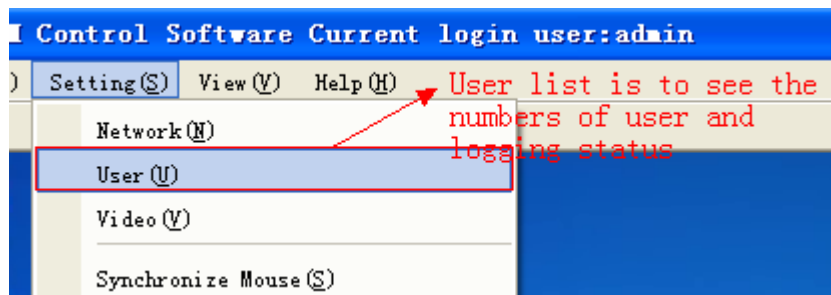 Control Software Current login user:admin
) Setting(S) View(V) Help(H)
User list is to see the
numbers of user and
logging status
Network(N)
User(U)
Video(V)
Synchronize Mouse(S)